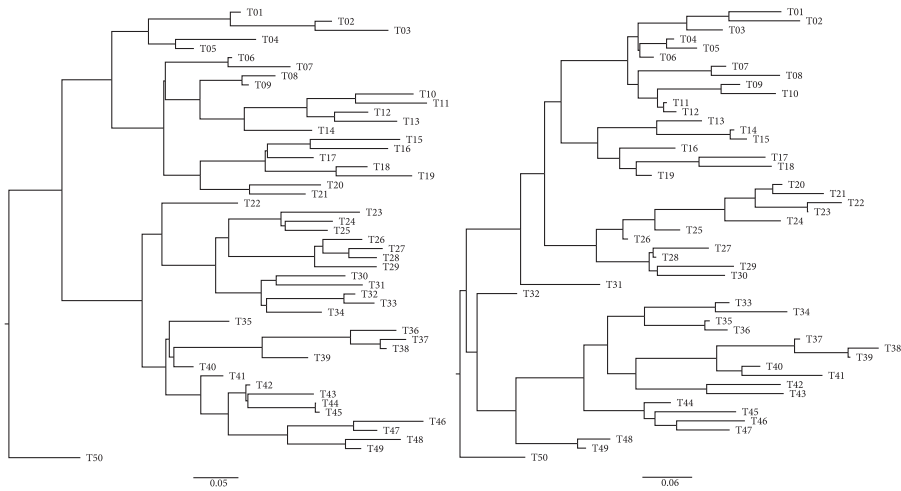 T01
T02
T03
T04
T05
T06
T07
T08
T09
T10
T11
T12
T13
T14
T15
T16
T17
T18
T19
T20
T21
T22
T23
T24
T25
T26
T27
T28
T29
T30
T31
T32
T33
T34
T35
T36
T37
T38
T39
T40
T41
T42
T43
T44
T45
T46
T47
T48
T49
T50
0.05
T01
T02
T03
T04
T05
T06
T07
T08
T09
T10
T11
T12
T13
T14
T15
T16
T17
T18
T19
T20
T21
T22
T23
T24
T25
T26
T27
T28
T29
T30
T31
T32
T33
T34
T35
T36
T37
T38
T39
T40
T41
T42
T43
T44
T45
T46
T47
T48
T49
T50
0.06